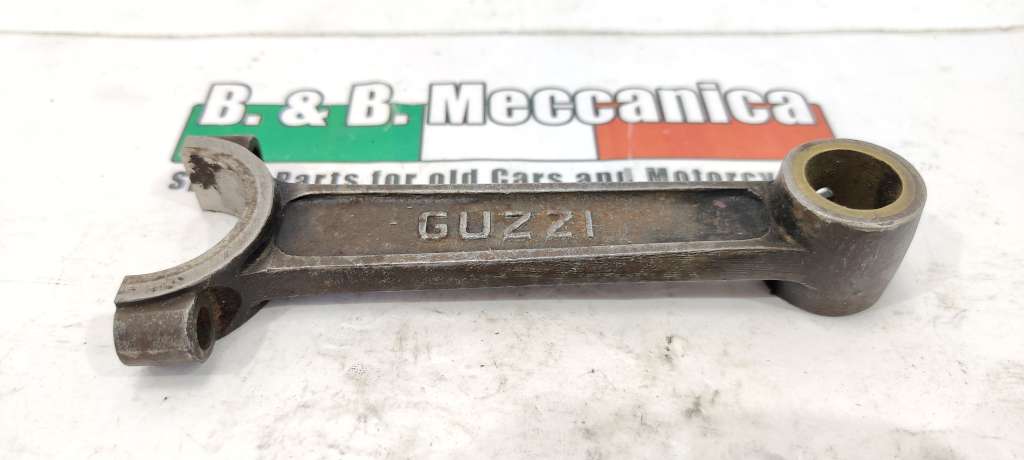 B. & B. Meccanica
Parts for old Cars and
GUZZI